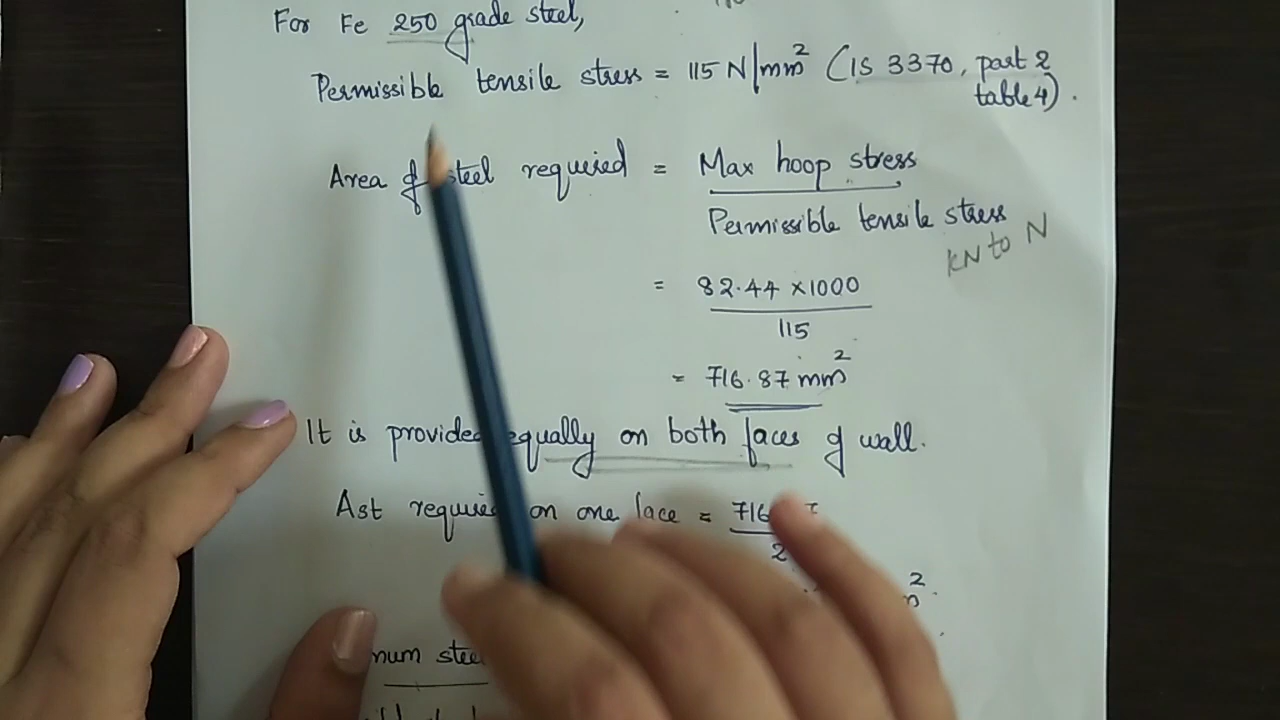 For Fe 250 grade steel,
Permissible tensile stress = 115 N/mm² (IS 3370, part 2
table 4).
Area of steel required = Max hoop stress
Permissible tensile stress
KN to N
= 82.44 ×1000
115
= 716.87 mm²
It is provided equally on both faces of wall.
Ast required on one face = 716
2